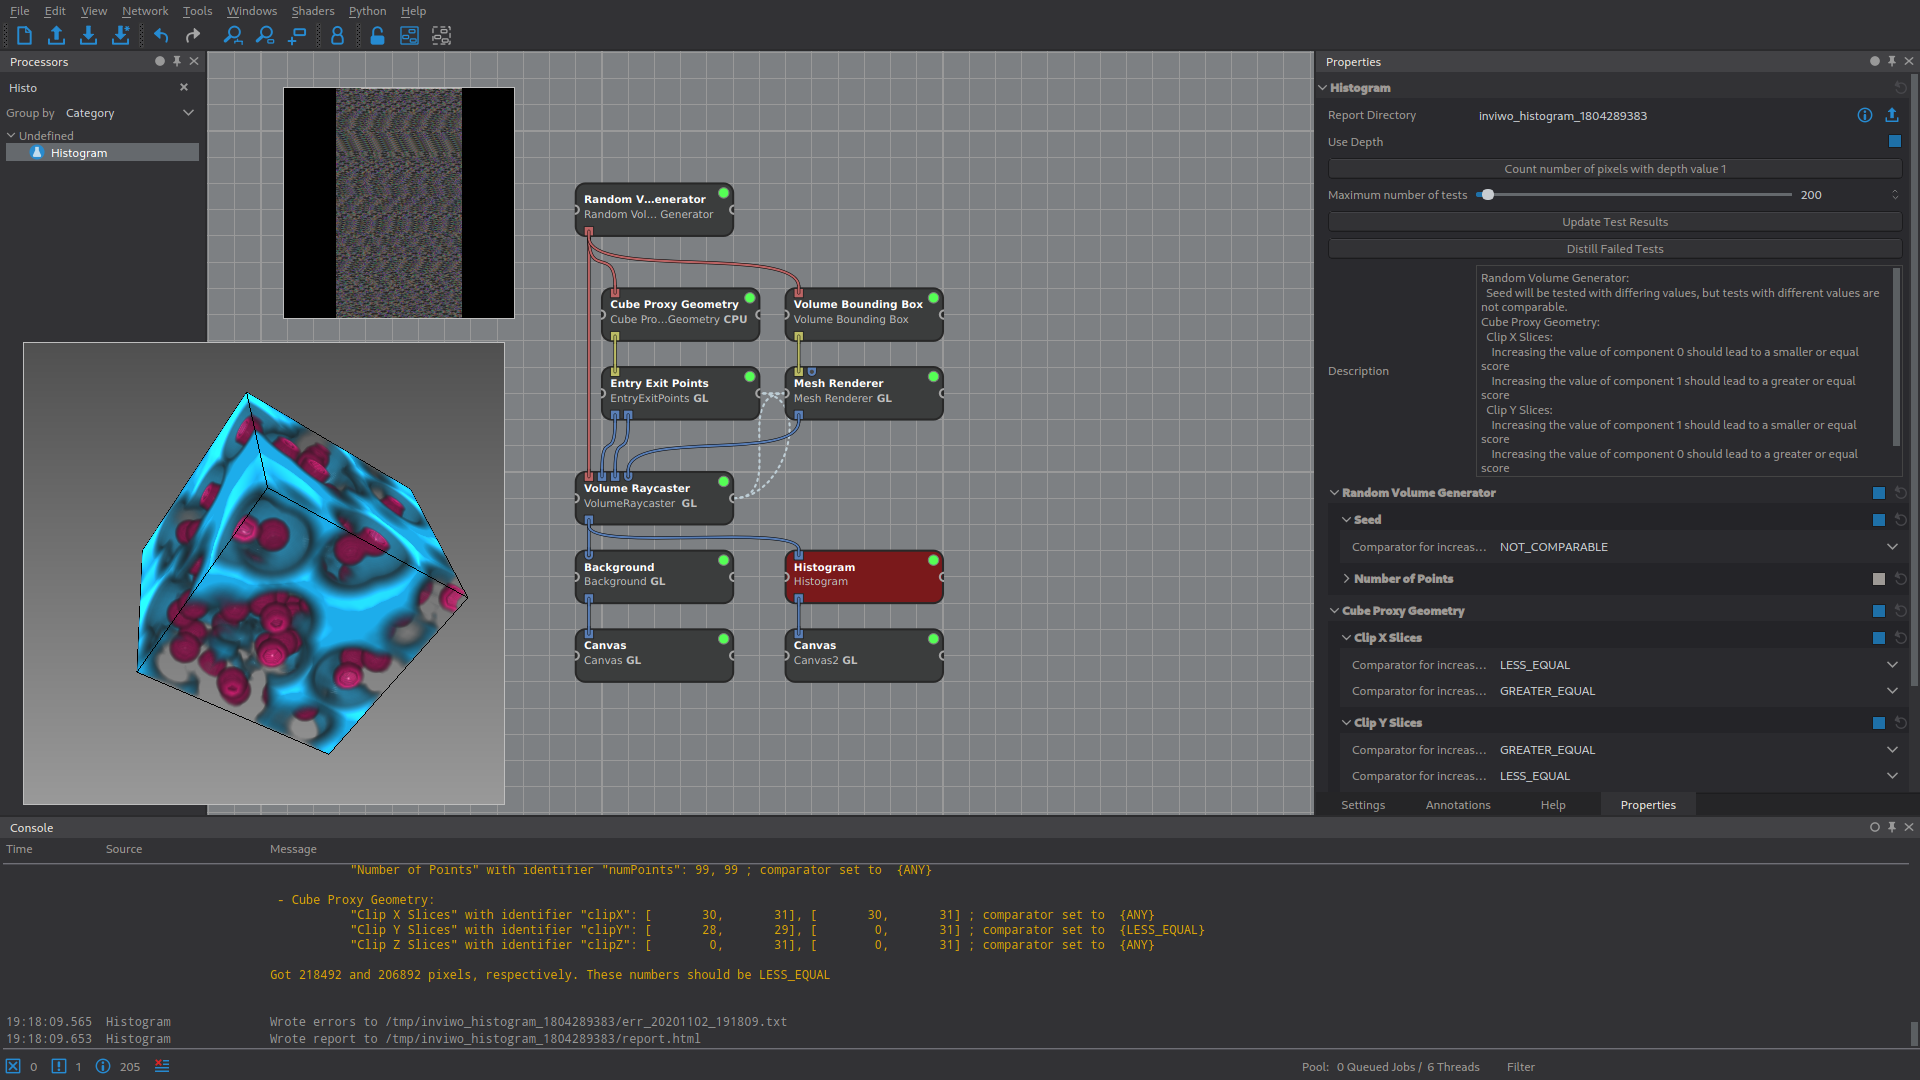 File Edit View Network Tools Windows Shaders Python Help
Processors
Histo
Group by Category
Undefined
Histogram
Random V...enerator
Random Vol... Generator
Cube Proxy Geometry
Cube Pro...Geometry CPU
Volume Bounding Box
Volume Bounding Box
Entry Exit Points
EntryExitPoints GL
Mesh Renderer
Mesh Renderer GL
Volume Raycaster
VolumeRaycaster GL
Background
Background GL
Histogram
Histogram
Canvas
Canvas GL
Canvas
Canvas2 GL
Properties
Histogram
Report Directory inviwo_histogram_1804289383
Use Depth
Count number of pixels with depth value 1
Maximum number of tests 200
Update Test Results
Distill Failed Tests
Description
Random Volume Generator:
Seed will be tested with differing values, but tests with different values are
not comparable.
Cube Proxy Geometry:
Clip X Slices:
Increasing the value of component 0 should lead to a smaller or equal
score
Increasing the value of component 1 should lead to a greater or equal
score
Clip Y Slices:
Increasing the value of component 1 should lead to a smaller or equal
score
Increasing the value of component 0 should lead to a greater or equal
score
Random Volume Generator
Seed
Comparator for increas... NOT_COMPARABLE
Number of Points
Cube Proxy Geometry
Clip X Slices
Comparator for increas... LESS_EQUAL
Comparator for increas... GREATER_EQUAL
Clip Y Slices
Comparator for increas... GREATER_EQUAL
Comparator for increas... LESS_EQUAL
Settings Annotations Help Properties
Console
Time Source Message
"Number of Points" with identifier "numPoints": 99, 99 ; comparator set to {ANY}
- Cube Proxy Geometry:
"Clip X Slices" with identifier "clipX": [ 30, 31], [ 30, 31] ; comparator set to {ANY}
"Clip Y Slices" with identifier "clipY": [ 28, 29], [ 0, 31] ; comparator set to {LESS_EQUAL}
"Clip Z Slices" with identifier "clipZ": [ 0, 31], [ 0, 31] ; comparator set to {ANY}
Got 218492 and 206892 pixels, respectively. These numbers should be LESS_EQUAL
19:18:09.565 Histogram Wrote errors to /tmp/inviwo_histogram_1804289383/err_20201102_191809.txt
19:18:09.653 Histogram Wrote report to /tmp/inviwo_histogram_1804289383/report.html
0 1 205 Pool: 0 Queued Jobs / 6 Threads Filter